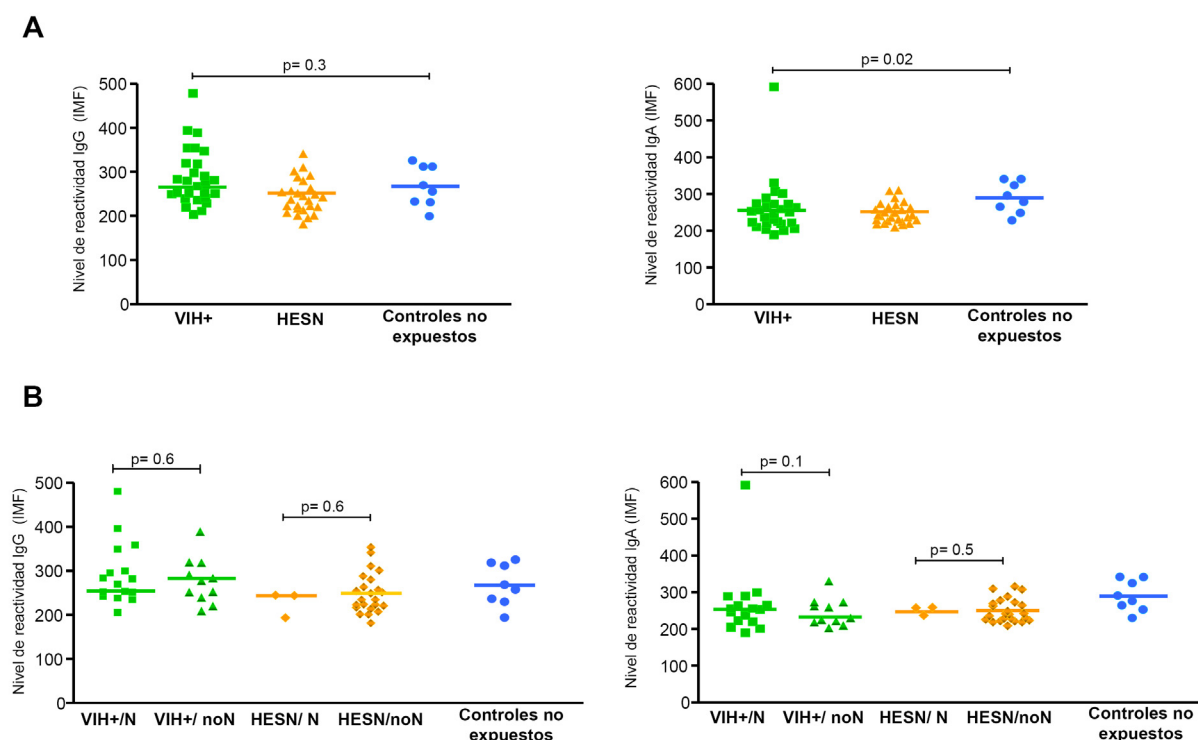 A
p= 0.3
Nivel de reactividad IgG (IMF)
500
400
300
200
100
0
VIH+
HESN
Controles no
expuestos
p= 0.02
Nivel de reactividad IgA (IMF)
600
500
400
300
200
100
0
VIH+
HESN
Controles no
expuestos
B
p= 0.6
p= 0.6
Nivel de reactividad IgG (IMF)
500
400
300
200
100
0
VIH+/N
VIH+/ noN
HESN/ N
HESN/noN
Controles no
expuestos
p= 0.1
p= 0.5
Nivel de reactividad IgA (IMF)
600
500
400
300
200
100
0
VIH+/N
VIH+/ noN
HESN/ N
HESN/noN
Controles no
expuestos